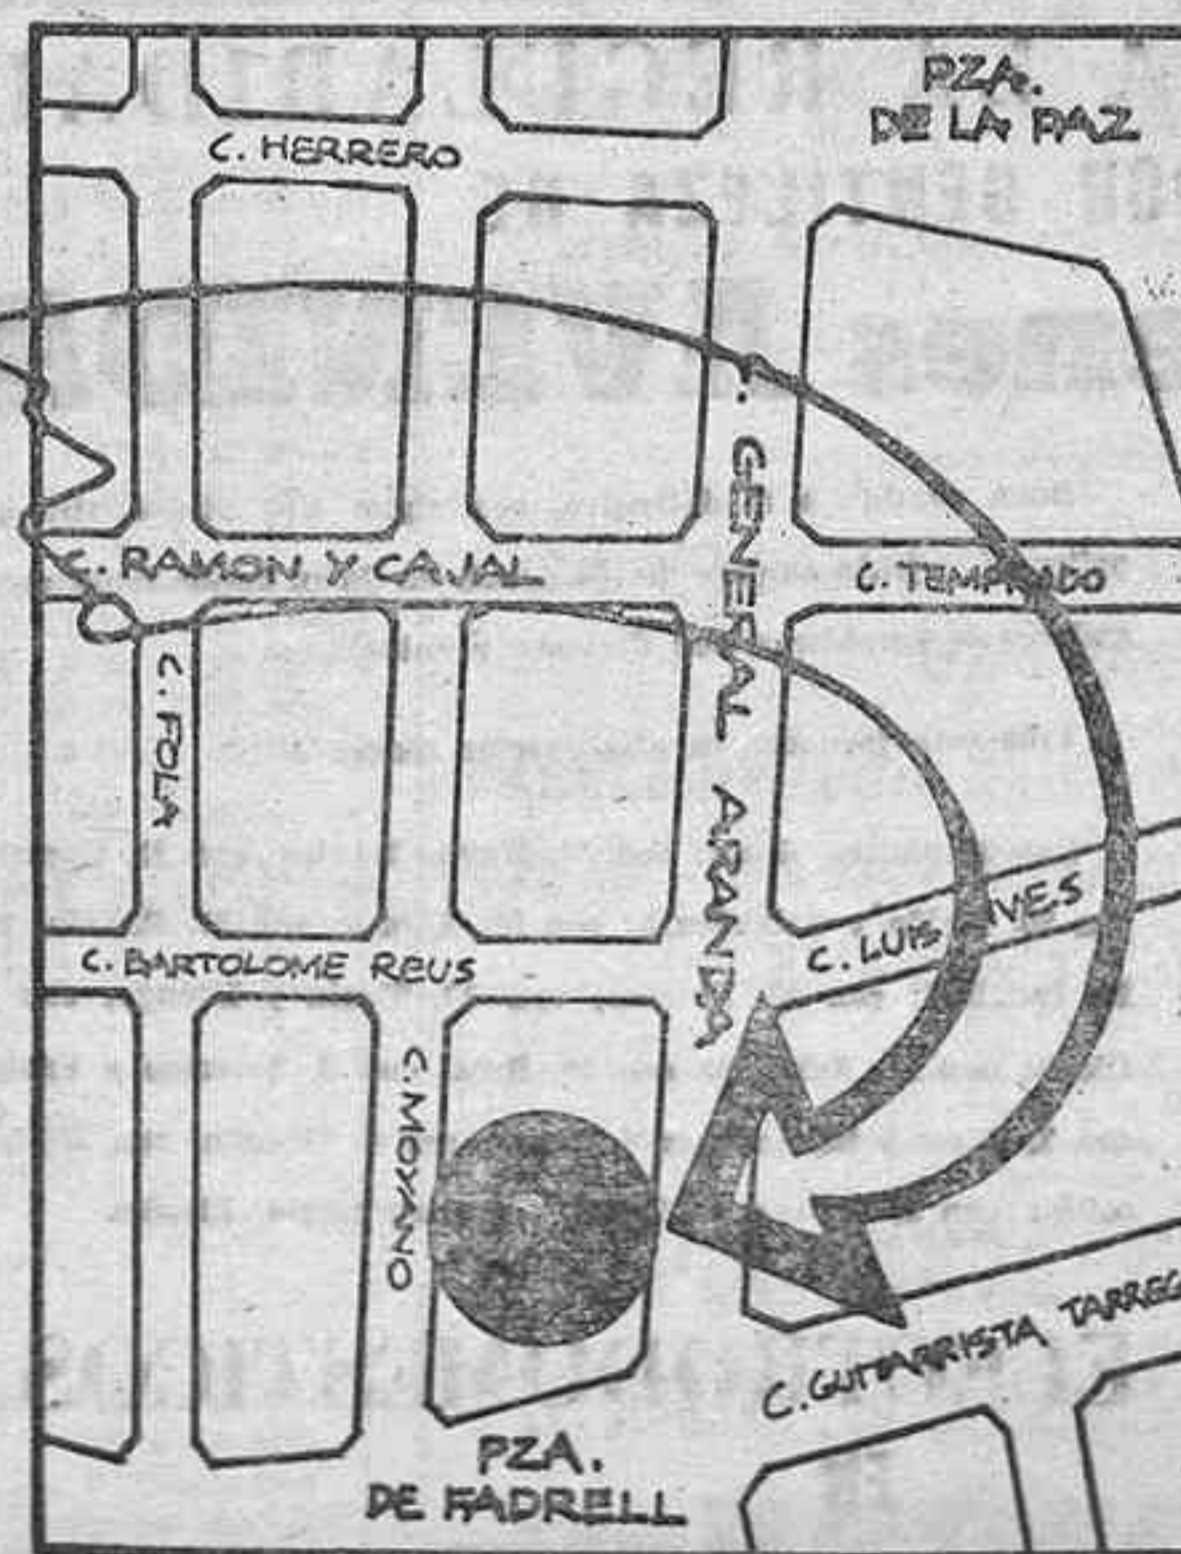 PZA.
DE LA PAZ
C. HERRERO
C. GENERAL ARANDA
C. RAMON Y CAJAL
C. TEMPRADO
C. FOLA
C. LUIS VIVES
C. BARTOLOME REUS
C. MOYANO
C. GUITARRISTA TARREG
PZA.
DE FADRELL